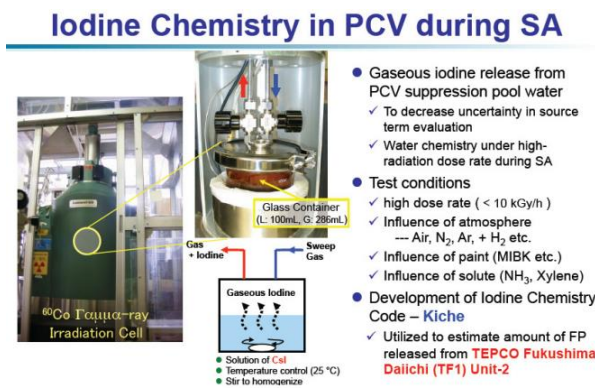 Iodine Chemistry in PCV during SA
Glass Container
(L: 100mL, G: 286mL)
Gas
+ Iodine
Sweep
Gas
Gaseous Iodine
⁶⁰Co Γαμμα-ray
Irradiation Cell
● Solution of CsI
● Temperature control (25 °C)
● Stir to homogenize
● Gaseous iodine release from
PCV suppression pool water
✓ To decrease uncertainty in source
term evaluation
✓ Water chemistry under high-
radiation dose rate during SA
● Test conditions
✓ high dose rate ( < 10 kGy/h )
✓ Influence of atmosphere
--- Air, N₂, Ar, + H₂ etc.
✓ Influence of paint (MIBK etc.)
✓ Influence of solute (NH₃, Xylene)
● Development of Iodine Chemistry
Code – Kiche
✓ Utilized to estimate amount of FP
released from TEPCO Fukushima
Daiichi (TF1) Unit-2